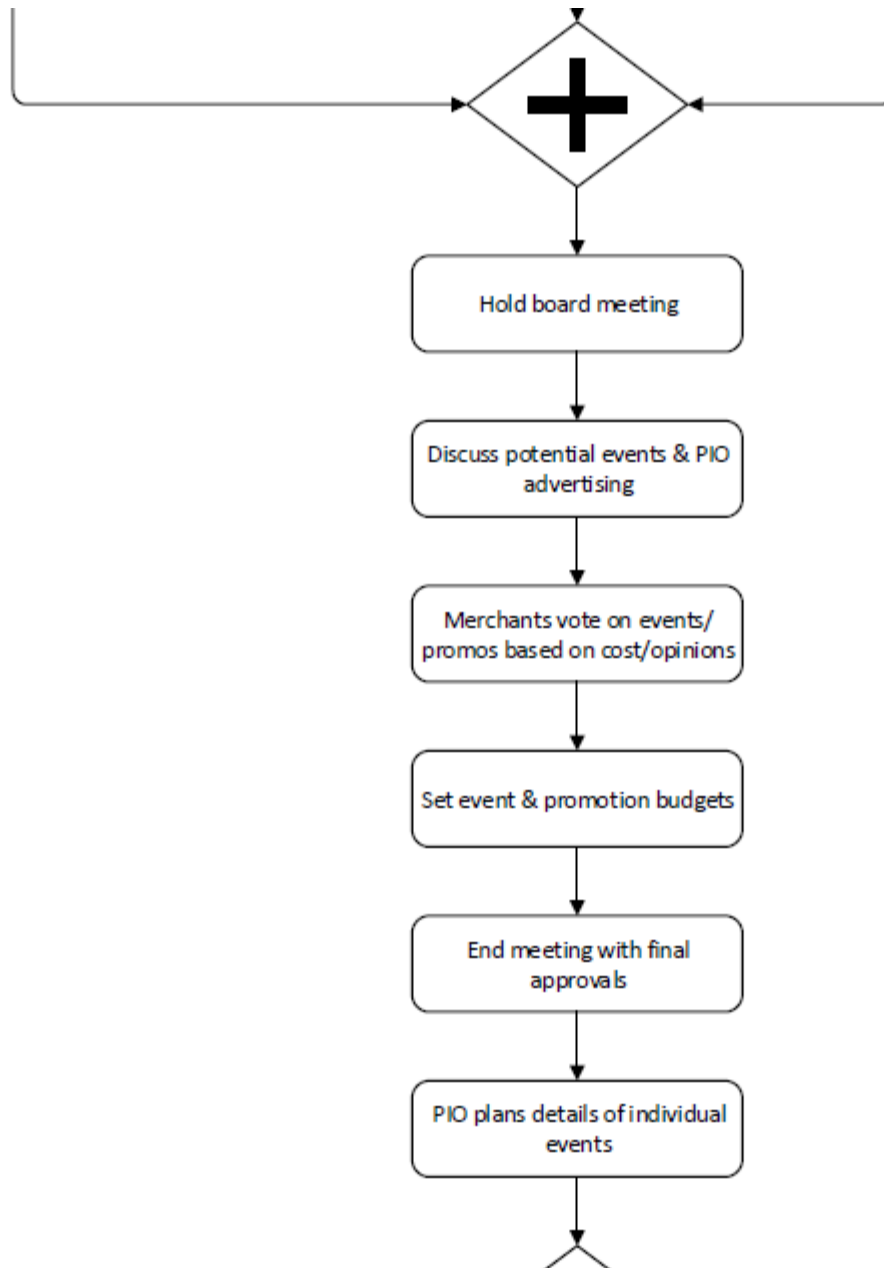 Hold board meeting
Discuss potential events & PIO
advertising
Merchants vote on events/
promos based on cost/opinions
Set event & promotion budgets
End meeting with final
approvals
PIO plans details of individual
events